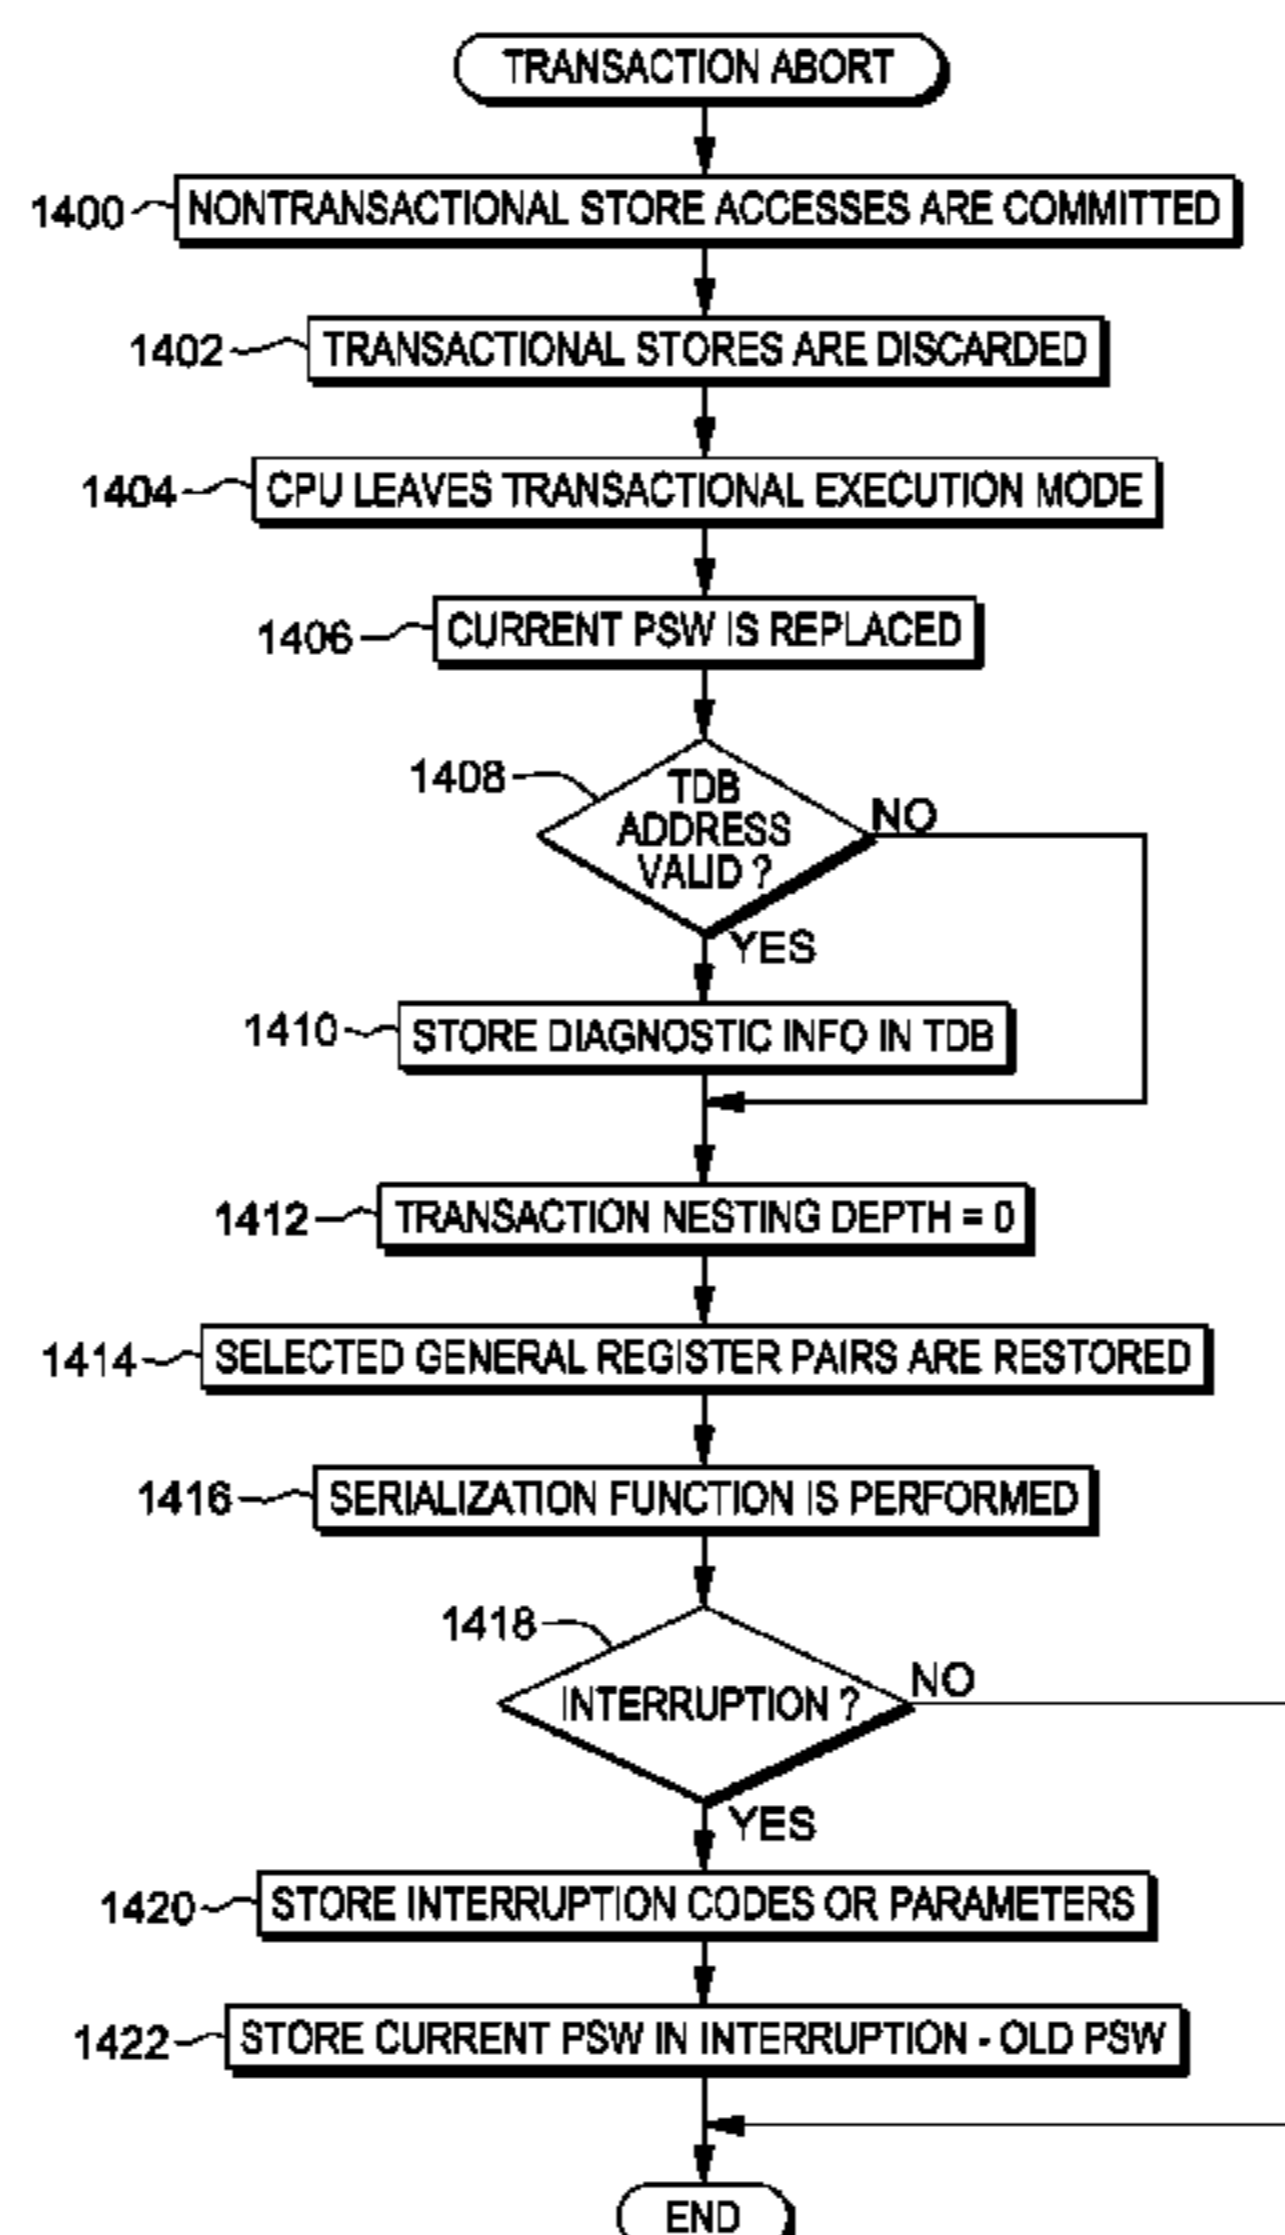 TRANSACTION ABORT
1400 NONTRANSACTIONAL STORE ACCESSES ARE COMMITTED
1402 TRANSACTIONAL STORES ARE DISCARDED
1404 CPU LEAVES TRANSACTIONAL EXECUTION MODE
1406 CURRENT PSW IS REPLACED
1408
TDB
ADDRESS
VALID ?
NO
YES
1410 STORE DIAGNOSTIC INFO IN TDB
1412 TRANSACTION NESTING DEPTH = 0
1414 SELECTED GENERAL REGISTER PAIRS ARE RESTORED
1416 SERIALIZATION FUNCTION IS PERFORMED
1418
INTERRUPTION ?
NO
YES
1420 STORE INTERRUPTION CODES OR PARAMETERS
1422 STORE CURRENT PSW IN INTERRUPTION - OLD PSW
END